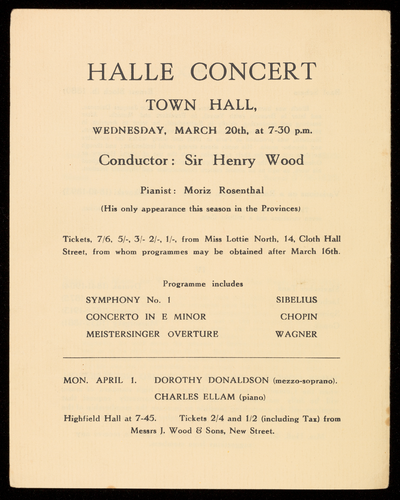 HALLE CONCERT
TOWN HALL,
WEDNESDAY, MARCH 20th, at 7-30 p.m.
Conductor: Sir Henry Wood
Pianist: Moriz Rosenthal
(His only appearance this season in the Provinces)
Tickets, 7/6, 5/-, 3/- 2/-, 1/-, from Miss Lottie North, 14, Cloth Hall
Street, from whom programmes may be obtained after March 16th.
Programme includes
SYMPHONY No. 1 SIBELIUS
CONCERTO IN E MINOR CHOPIN
MEISTERSINGER OVERTURE WAGNER
MON. APRIL 1. DOROTHY DONALDSON (mezzo-soprano).
CHARLES ELLAM (piano)
Highfield Hall at 7-45. Tickets 2/4 and 1/2 (including Tax) from
Messrs J. Wood & Sons, New Street.